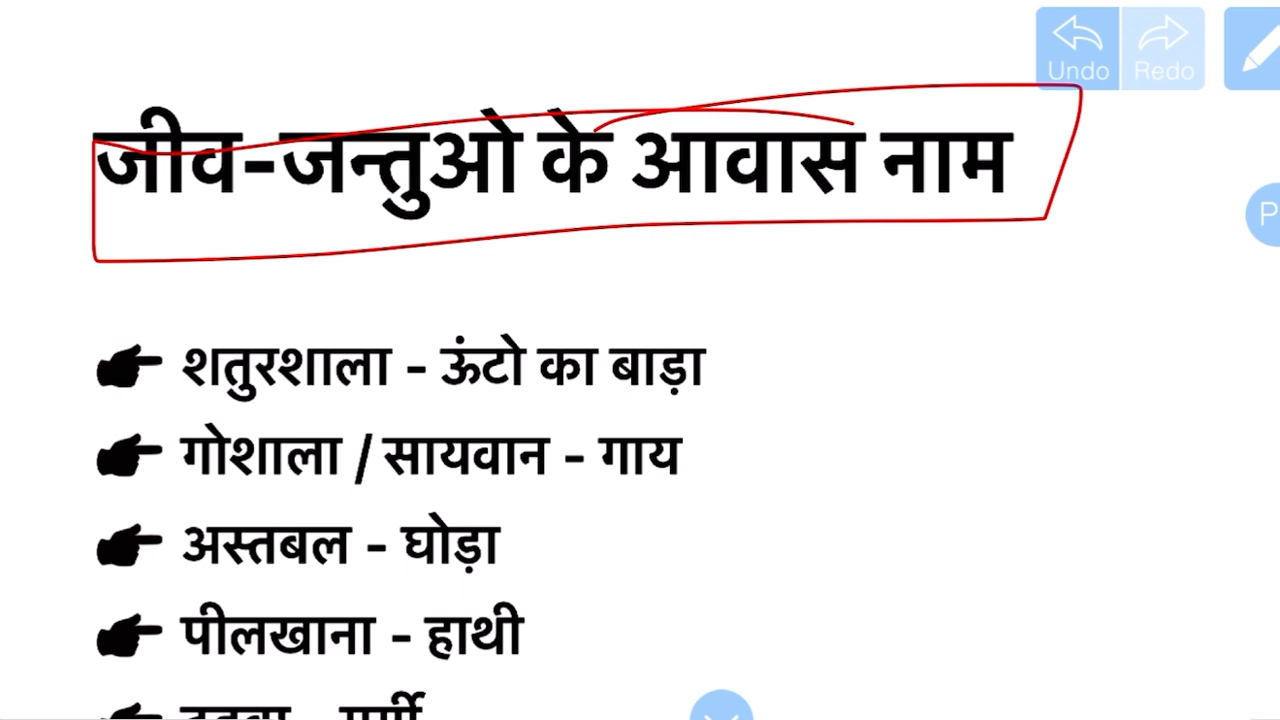 Undo Redo
जीव-जन्तुओ के आवास नाम
P
शतुरशाला - ऊंटो का बाड़ा
गोशाला / सायवान - गाय
अस्तबल - घोड़ा
पीलखाना - हाथी